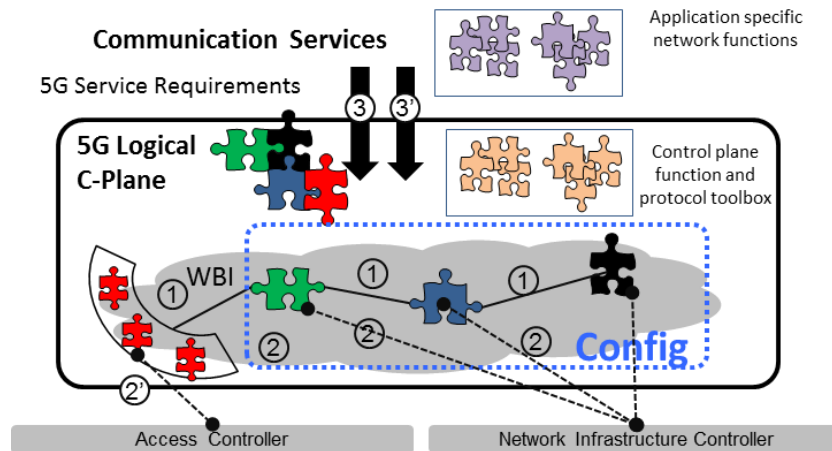 Communication Services
Application specific
network functions
5G Service Requirements
3
3'
5G Logical
C-Plane
Control plane
function and
protocol toolbox
1
WBI
1
1
2
2
2
Config
2'
Access Controller
Network Infrastructure Controller